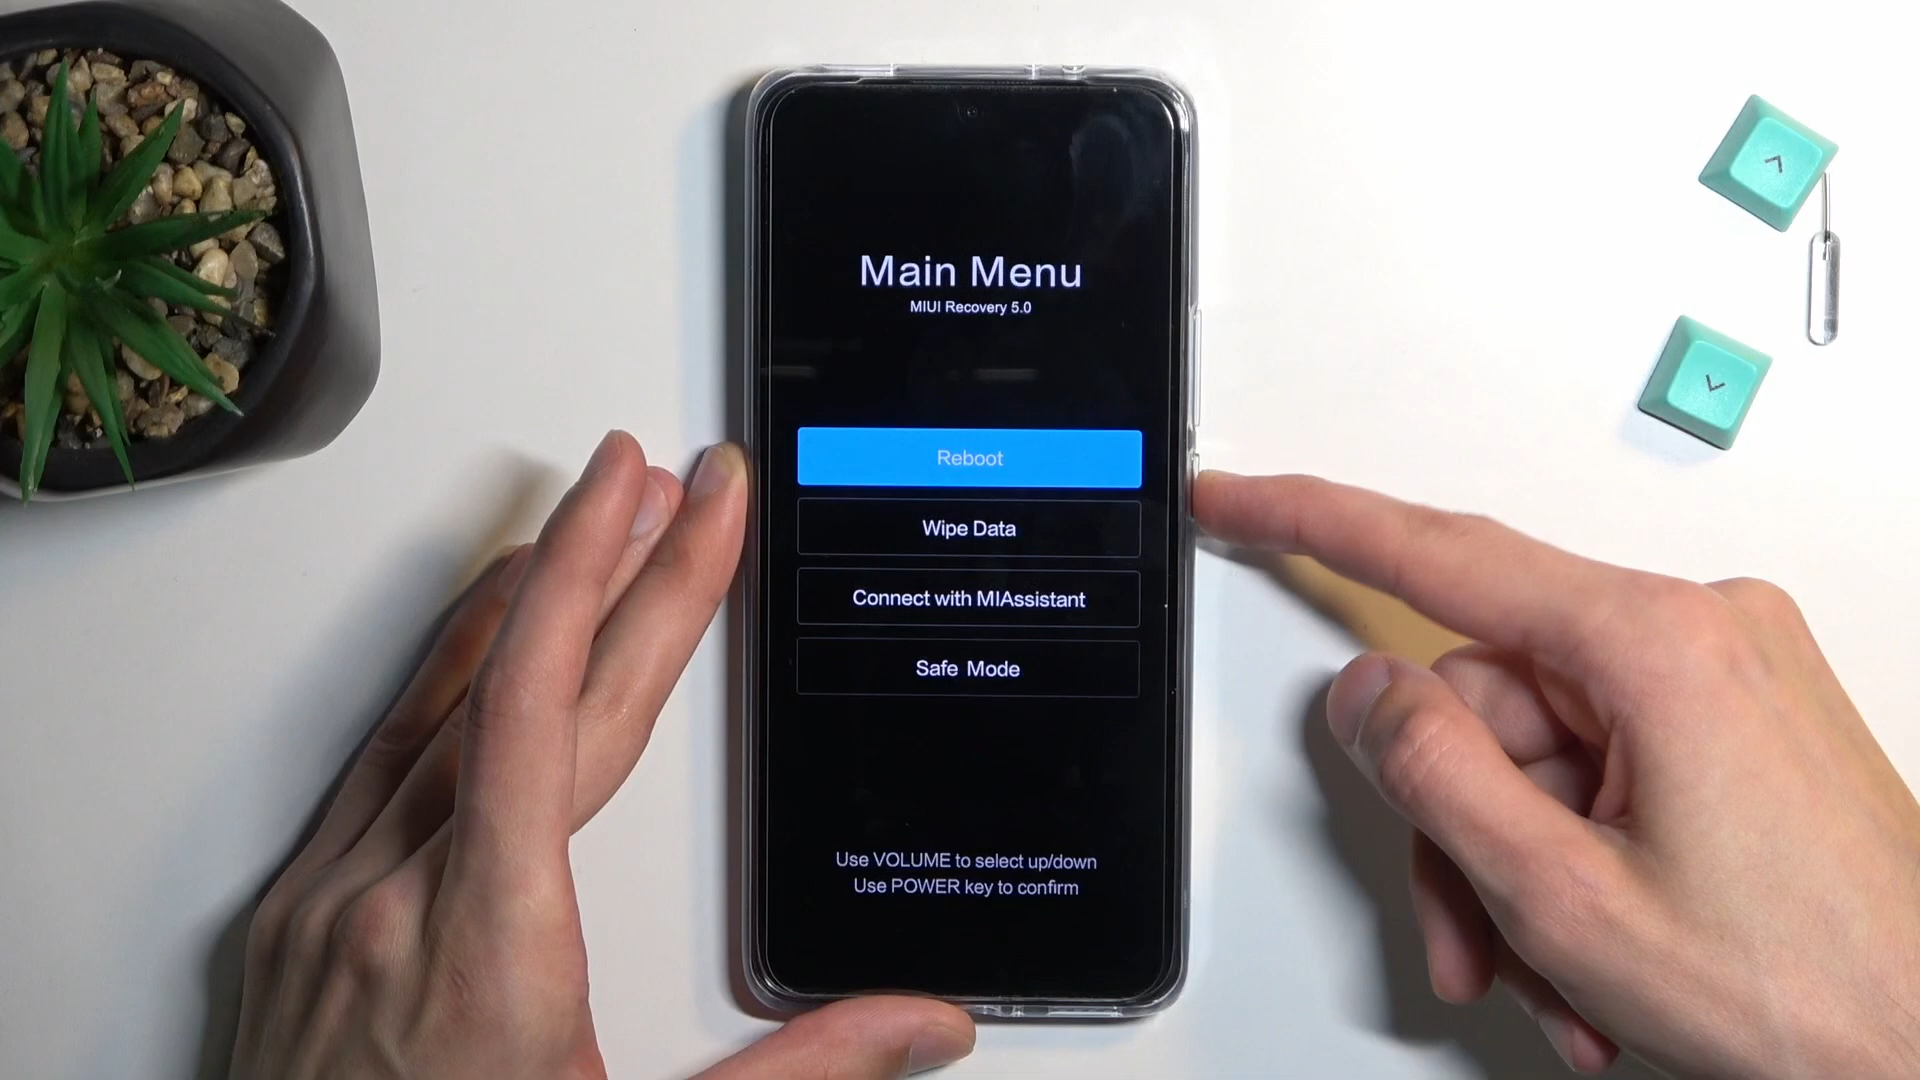 Main Menu
MIUI Recovery 5.0
Reboot
Wipe Data
Connect with MIAssistant
Safe Mode
Use VOLUME to select up/down
Use POWER key to confirm